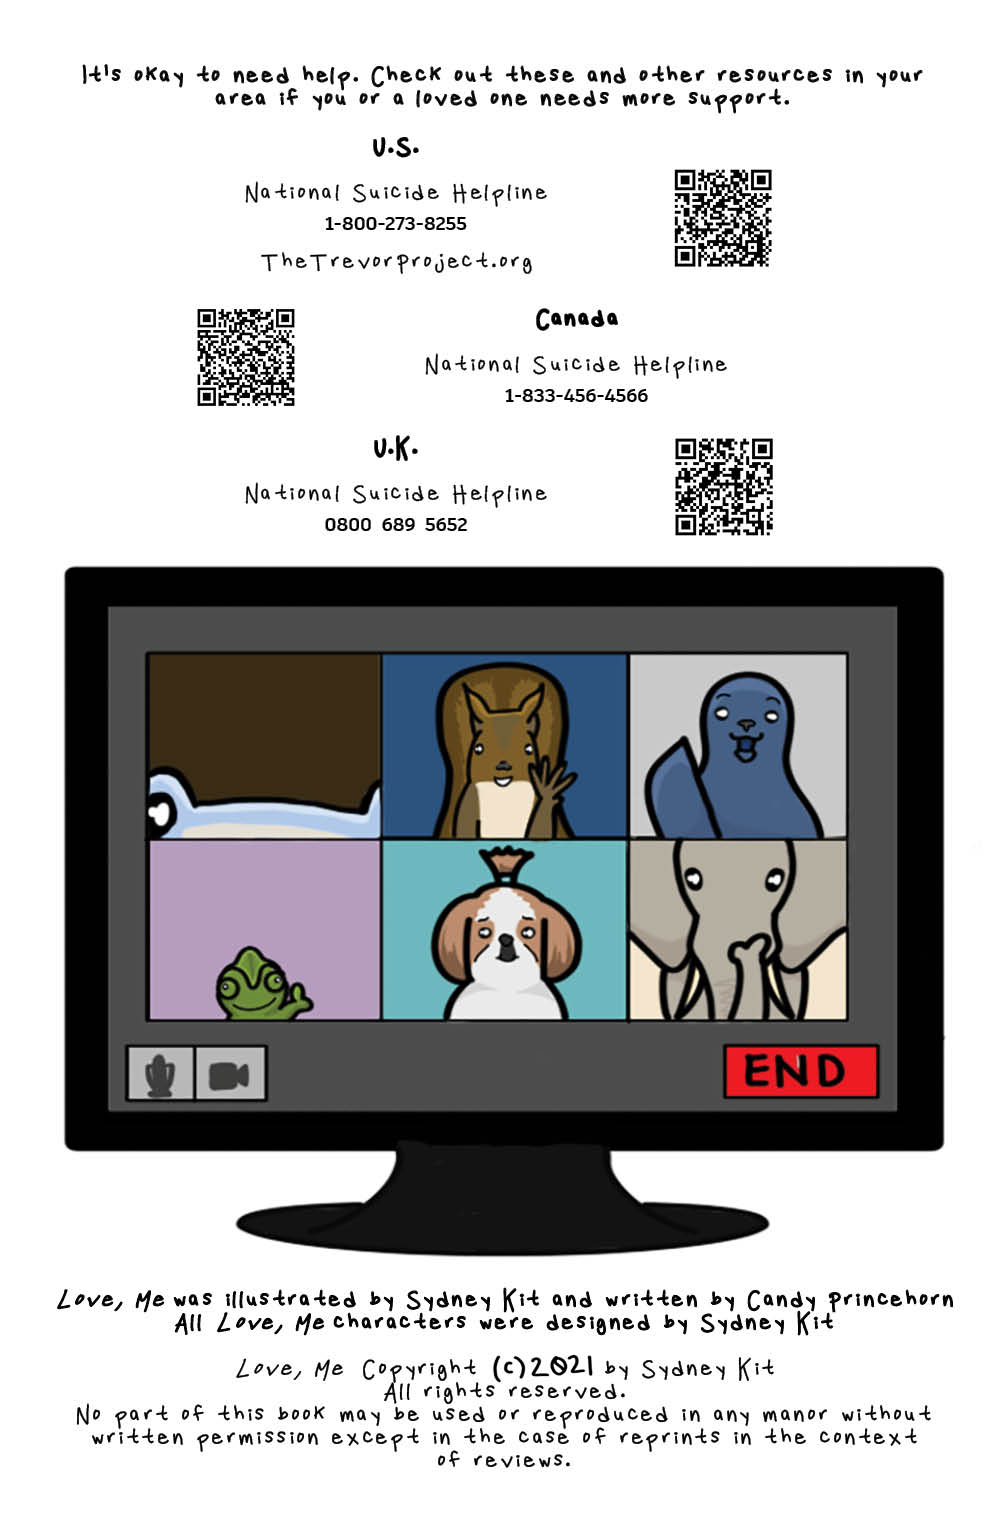 It's okay to need help. Check out these and other resources in your
area if you or a loved one needs more support.
U.S.
National Suicide Helpline
1-800-273-8255
TheTrevorProject.org
Canada
National Suicide Helpline
1-833-456-4566
U.K.
National Suicide Helpline
0800 689 5652
END
Love, Me was illustrated by Sydney Kit and written by Candy Princehorn
All Love, Me characters were designed by Sydney Kit
Love, Me Copyright (c)2021 by Sydney Kit
All rights reserved.
No part of this book may be used or reproduced in any manor without
written permission except in the case of reprints in the context
of reviews.